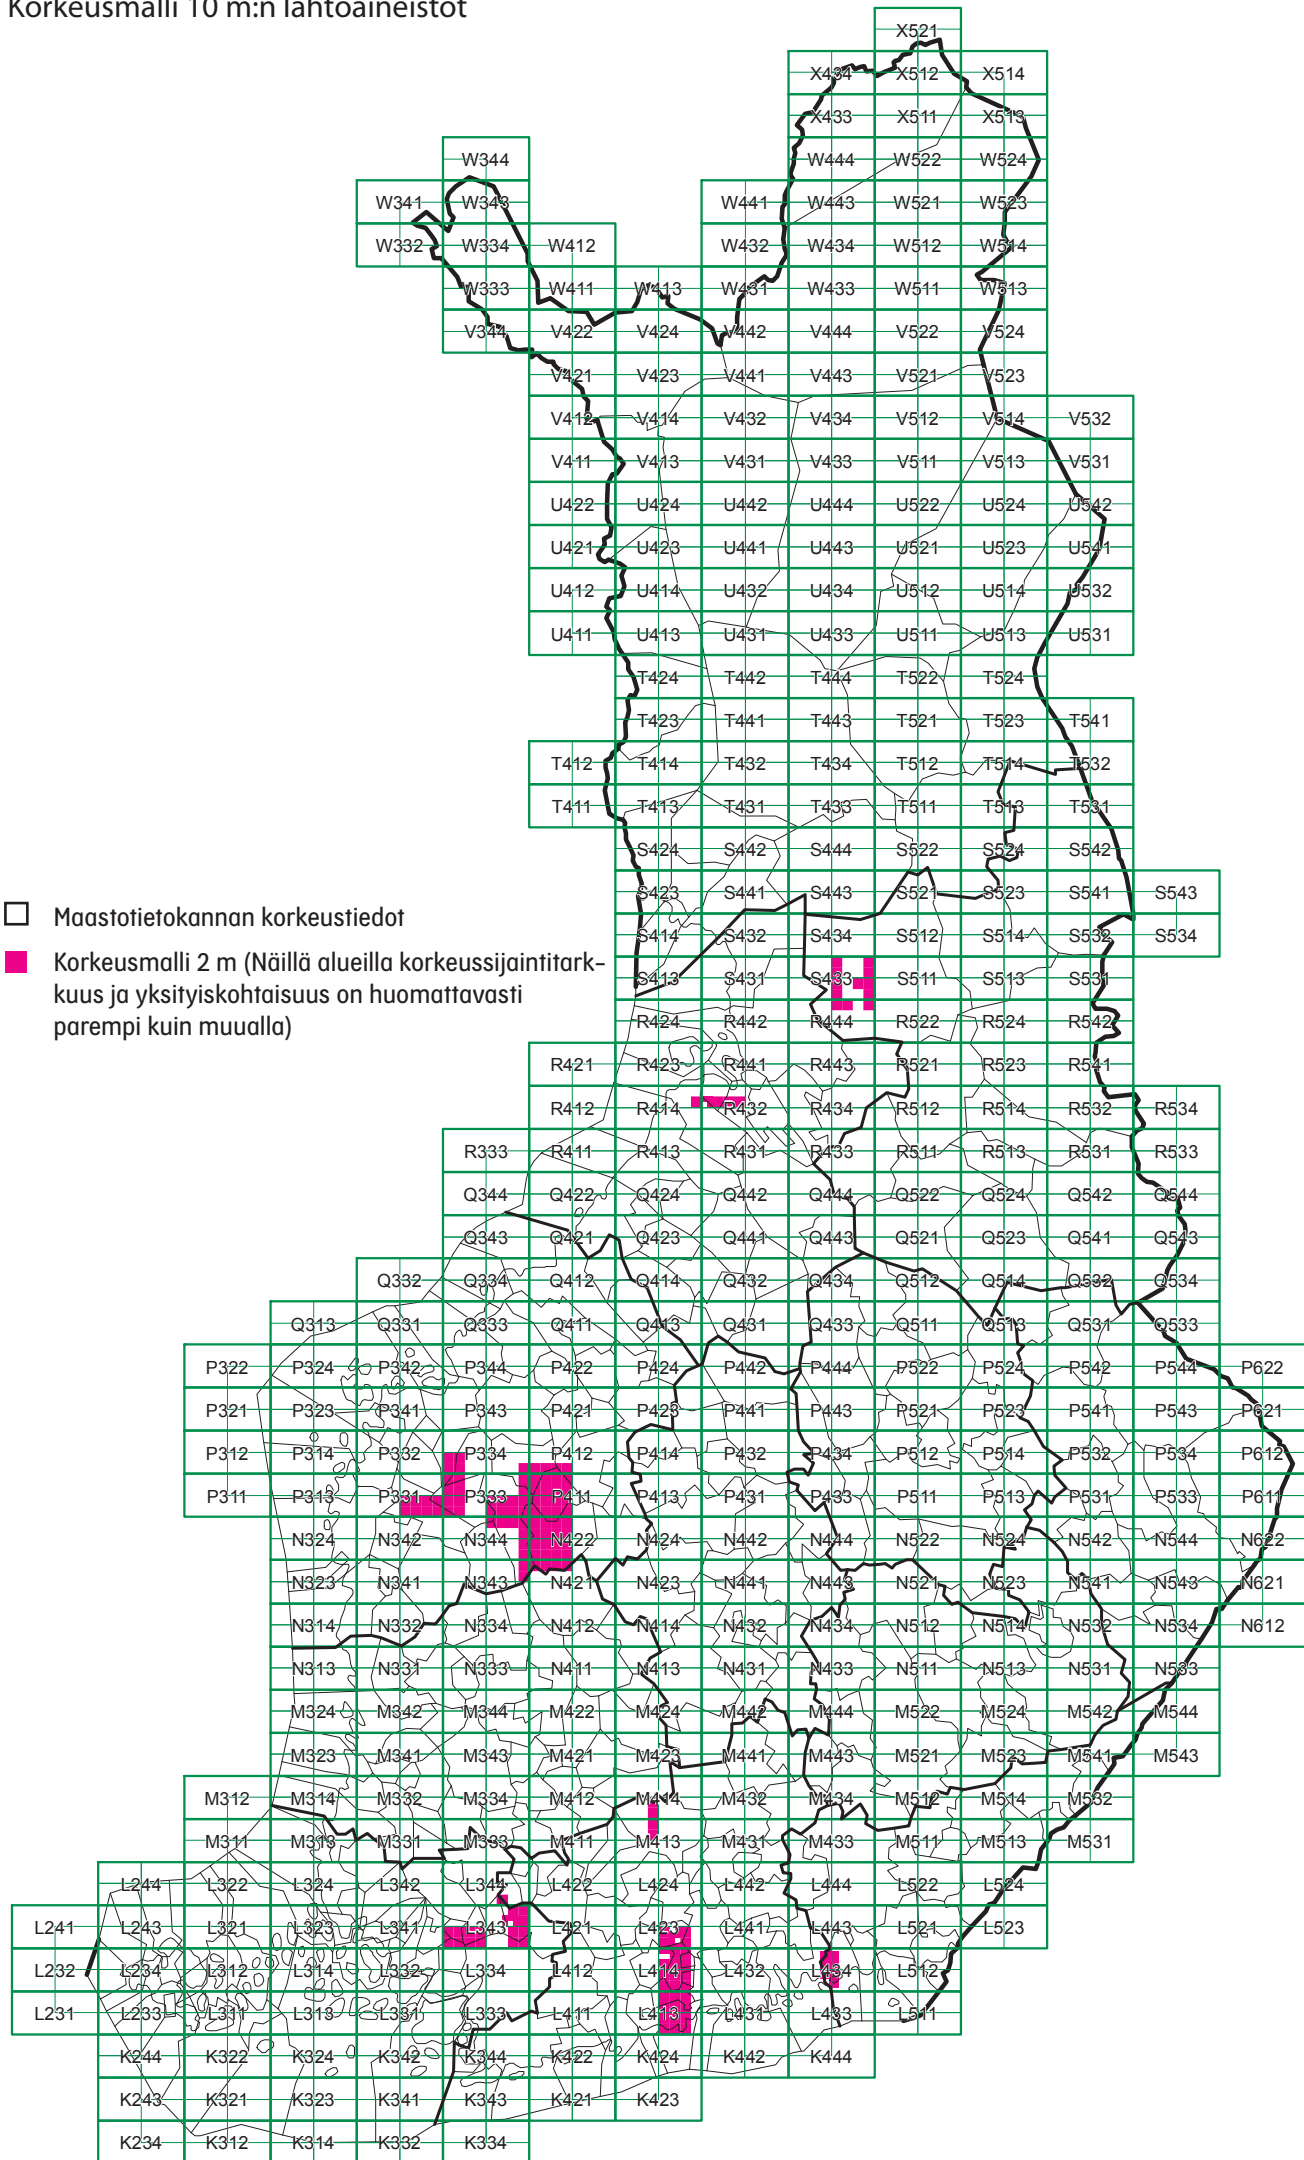 Korkeusmalli 10 m:n lähtöaineistot
X521
X434 X512 X514
X433 X511 X513
W344 W444 W522 W524
W341 W343 W441 W443 W521 W523
W332 W334 W412 W432 W434 W512 W514
W333 W411 W413 W431 W433 W511 W513
V344 V422 V424 V442 V444 V522 V524
V421 V423 V441 V443 V521 V523
V412 V414 V432 V434 V512 V514 V532
V411 V413 V431 V433 V511 V513 V531
U422 U424 U442 U444 U522 U524 U542
U421 U423 U441 U443 U521 U523 U541
U412 U414 U432 U434 U512 U514 U532
U411 U413 U431 U433 U511 U513 U531
T424 T442 T444 T522 T524
T423 T441 T443 T521 T523 T541
T412 T414 T432 T434 T512 T514 T532
T411 T413 T431 T433 T511 T513 T531
S424 S442 S444 S522 S524 S542
S423 S441 S443 S521 S523 S541 S543
Maastotietokannan korkeustiedot
S414 S432 S434 S512 S514 S532 S534
Korkeusmalli 2 m (Näillä alueilla korkeussijaintitark-
kuus ja yksityiskohtaisuus on huomattavasti
parempi kuin muualla)
S413 S431 S433 S511 S513 S531
R424 R442 R444 R522 R524 R542
R421 R423 R441 R443 R521 R523 R541
R412 R414 R432 R434 R512 R514 R532 R534
R333 R411 R413 R431 R433 R511 R513 R531 R533
Q344 Q422 Q424 Q442 Q444 Q522 Q524 Q542 Q544
Q343 Q421 Q423 Q441 Q443 Q521 Q523 Q541 Q543
Q332 Q334 Q412 Q414 Q432 Q434 Q512 Q514 Q532 Q534
Q313 Q331 Q333 Q411 Q413 Q431 Q433 Q511 Q513 Q531 Q533
P322 P324 P342 P344 P422 P424 P442 P444 P522 P524 P542 P544 P622
P321 P323 P341 P343 P421 P423 P441 P443 P521 P523 P541 P543 P621
P312 P314 P332 P334 P412 P414 P432 P434 P512 P514 P532 P534 P612
P311 P313 P331 P333 P411 P413 P431 P433 P511 P513 P531 P533 P611
N324 N342 N344 N422 N424 N442 N444 N522 N524 N542 N544 N622
N323 N341 N343 N421 N423 N441 N443 N521 N523 N541 N543 N621
N314 N332 N334 N412 N414 N432 N434 N512 N514 N532 N534 N612
N313 N331 N333 N411 N413 N431 N433 N511 N513 N531 N533
M324 M342 M344 M422 M424 M442 M444 M522 M524 M542 M544
M323 M341 M343 M421 M423 M441 M443 M521 M523 M541 M543
M312 M314 M332 M334 M412 M414 M432 M434 M512 M514 M532
M311 M313 M331 M333 M411 M413 M431 M433 M511 M513 M531
L244 L322 L324 L342 L344 L422 L424 L442 L444 L522 L524
L241 L243 L321 L323 L341 L343 L421 L423 L441 L443 L521 L523
L232 L234 L312 L314 L332 L334 L412 L414 L432 L434 L512
L231 L233 L311 L313 L331 L333 L411 L413 L431 L433 L511
K244 K322 K324 K342 K344 K422 K424 K442 K444
K243 K321 K323 K341 K343 K421 K423
K234 K312 K314 K332 K334